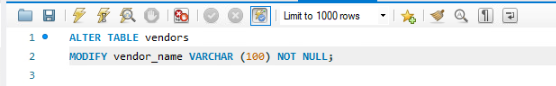 Limit to 1000 rows
1 ALTER TABLE vendors
2 MODIFY vendor_name VARCHAR (100) NOT NULL;
3